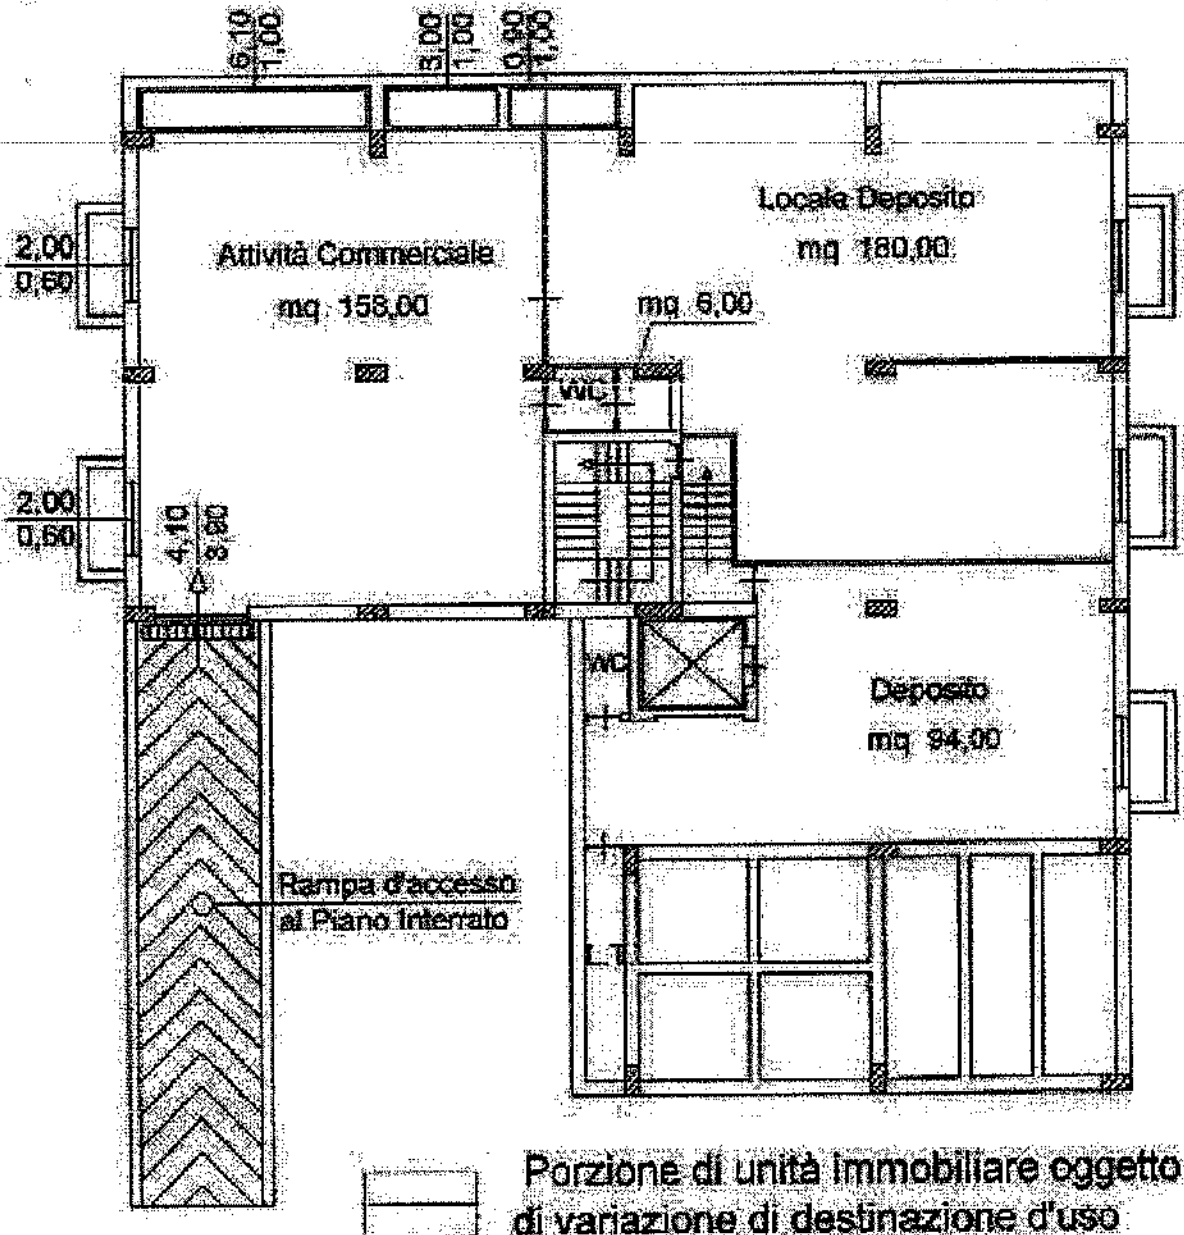 6,10
1,00
3,00
1,00
0,90
1,00
Locale Deposito
mq 180,00
Attività Commerciale
mq 158,00
mq 6,00
2,00
0,60
WC
2,00
0,60
4,10
3,80
WC
Deposito
mq 94,00
Rampa d'accesso
al Piano Interrato
Porzione di unità immobiliare oggetto
di variazione di destinazione d'uso